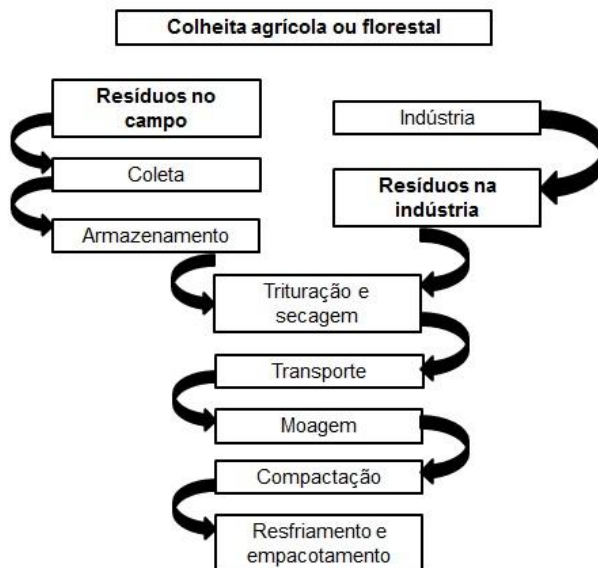 Colheita agrícola ou florestal
Resíduos no
campo
Indústria
Coleta
Resíduos na
indústria
Armazenamento
Trituração e
secagem
Transporte
Moagem
Compactação
Resfriamento e
empacotamento